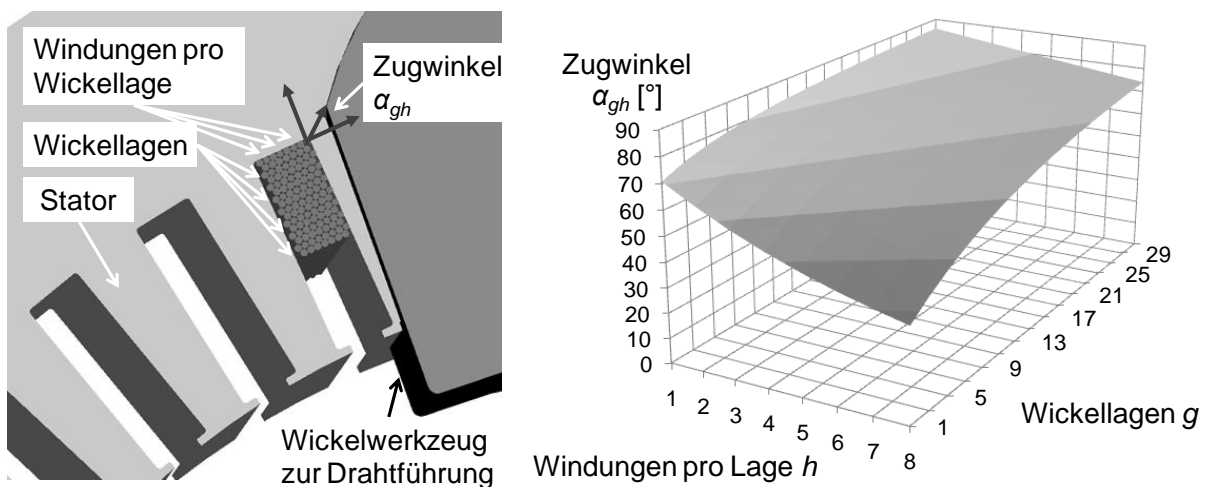 Windungen pro
Wickellage
Zugwinkel
α_gh
Wickellagen
Stator
Wickelwerkzeug
zur Drahtführung
Zugwinkel
α_gh [°]
90
80
70
60
50
40
30
20
10
0
1
2
3
4
5
6
7
8
1
5
9
13
17
21
25
29
Wickellagen g
Windungen pro Lage h